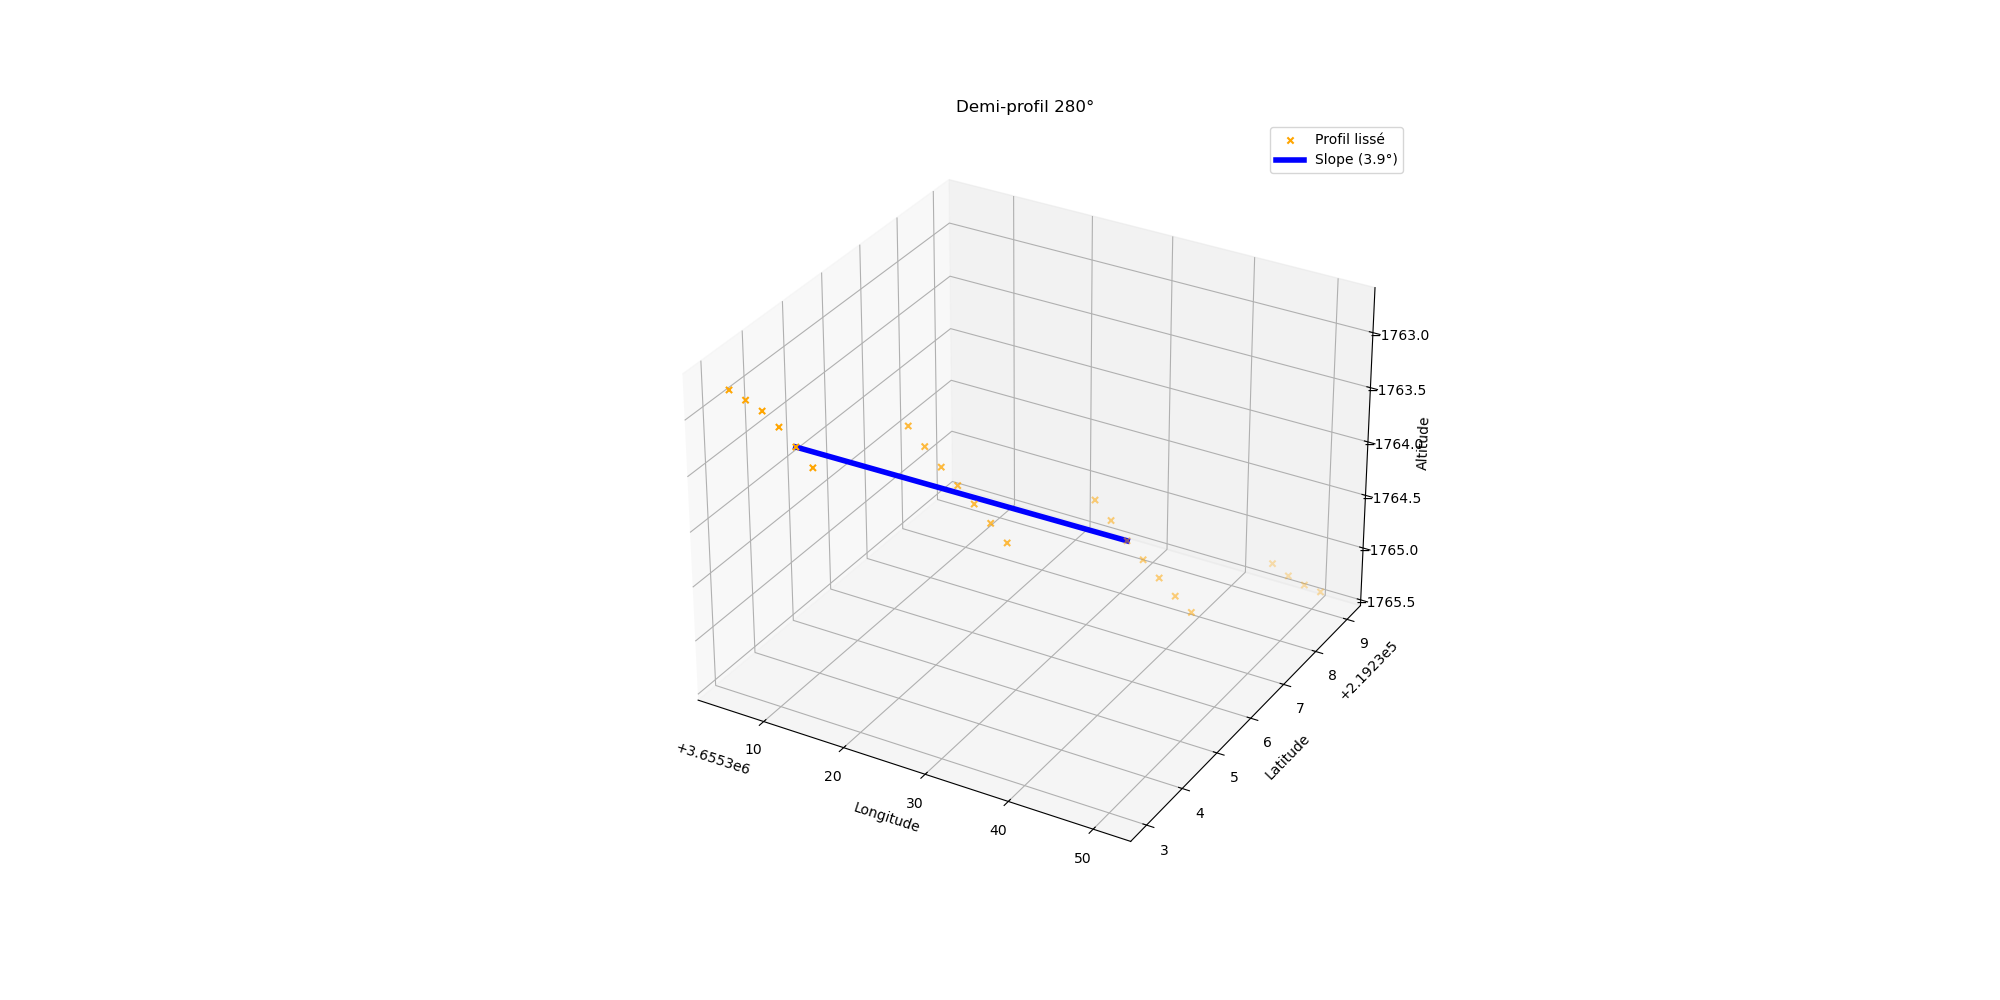 Demi-profil 280°
Profil lissé
Slope (3.9°)
−1763.0
−1763.5
−1764.0
Altitude
−1764.5
−1765.0
−1765.5
9
8
+2.1923e5
7
6
Latitude
5
4
3
10
+3.6553e6
20
30
Longitude
40
50